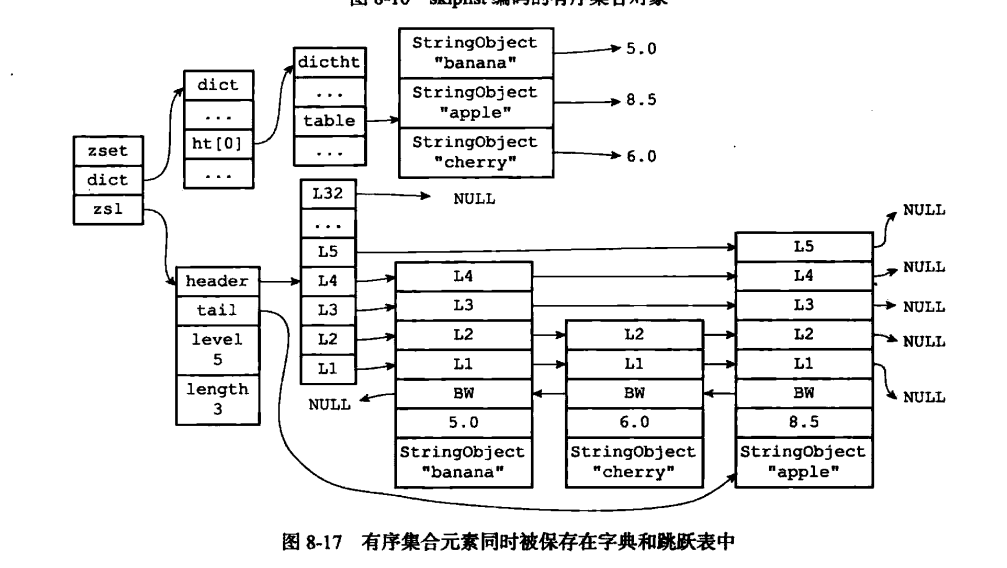 图 8-16 skiplist 编码的有序集合对象
zset
dict
zsl
dict
...
ht[0]
...
dictht
...
table
...
StringObject
"banana"
5.0
StringObject
"apple"
8.5
StringObject
"cherry"
6.0
header
tail
level
5
length
3
L32
NULL
...
L5
L4
L3
L2
L1
NULL
L4
L3
L2
L1
BW
5.0
StringObject
"banana"
L2
L1
BW
6.0
StringObject
"cherry"
L5
L4
L3
L2
L1
BW
8.5
StringObject
"apple"
NULL
NULL
NULL
NULL
NULL
图 8-17 有序集合元素同时被保存在字典和跳跃表中